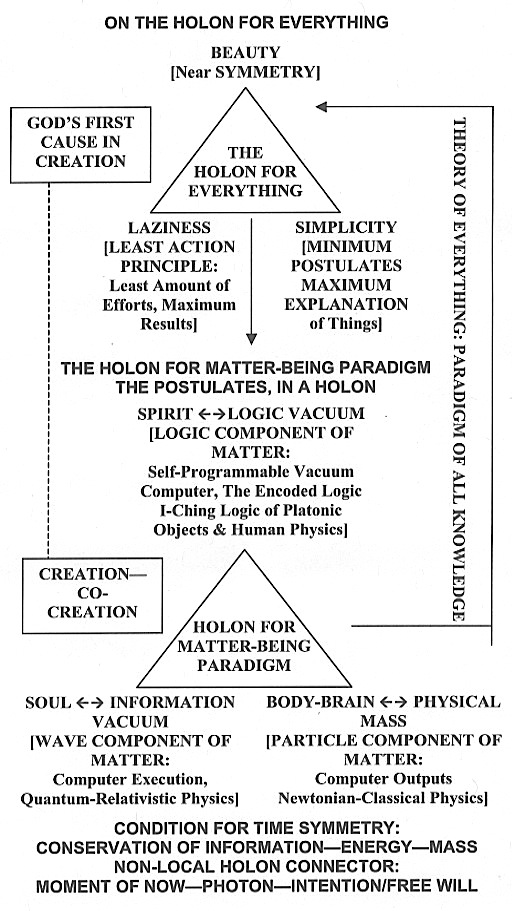 ON THE HOLON FOR EVERYTHING
BEAUTY
[Near SYMMETRY]
GOD'S FIRST
CAUSE IN
CREATION
THE
HOLON FOR
EVERYTHING
LAZINESS
[LEAST ACTION
PRINCIPLE:
Least Amount of
Efforts, Maximum
Results]
SIMPLICITY
[MINIMUM
POSTULATES
MAXIMUM
EXPLANATION
of Things]
THEORY OF EVERYTHING: PARADIGM OF ALL KNOWLEDGE
THE HOLON FOR MATTER-BEING PARADIGM
THE POSTULATES, IN A HOLON
SPIRIT ←→LOGIC VACUUM
[LOGIC COMPONENT OF
MATTER:
Self-Programmable Vacuum
Computer, The Encoded Logic
I-Ching Logic of Platonic
Objects & Human Physics]
CREATION—
CO-
CREATION
HOLON FOR
MATTER-BEING
PARADIGM
SOUL ←→ INFORMATION
VACUUM
[WAVE COMPONENT OF
MATTER:
Computer Execution,
Quantum-Relativistic Physics]
BODY-BRAIN ←→ PHYSICAL
MASS
[PARTICLE COMPONENT OF
MATTER:
Computer Outputs
Newtonian-Classical Physics]
CONDITION FOR TIME SYMMETRY:
CONSERVATION OF INFORMATION—ENERGY—MASS
NON-LOCAL HOLON CONNECTOR:
MOMENT OF NOW—PHOTON—INTENTION/FREE WILL